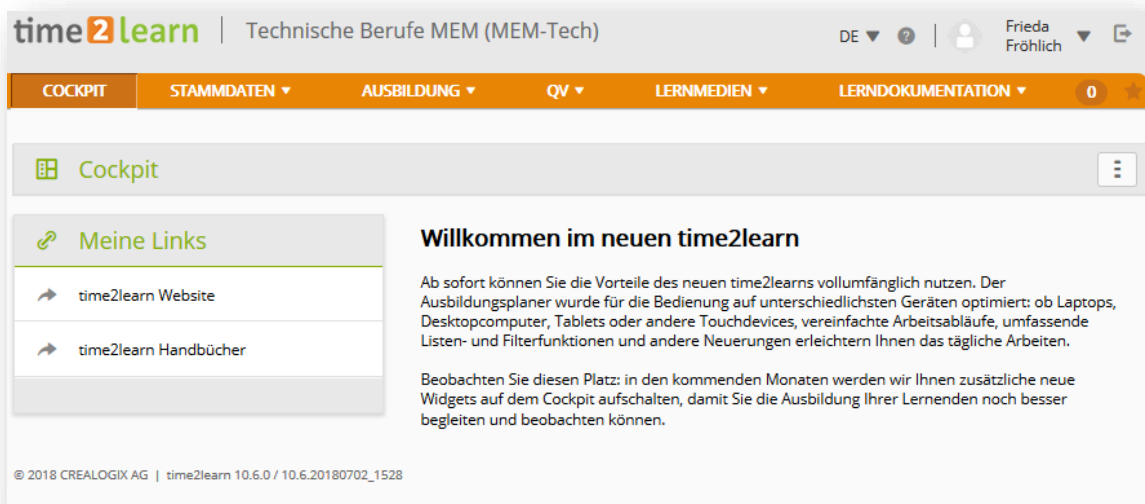 time2learn | Technische Berufe MEM (MEM-Tech)
DE ▼ ? | Frieda Fröhlich ▼
COCKPIT STAMMDATEN ▼ AUSBILDUNG ▼ QV ▼ LERNMEDIEN ▼ LERNDOKUMENTATION ▼ 0
Cockpit
Meine Links
time2learn Website
time2learn Handbücher
Willkommen im neuen time2learn
Ab sofort können Sie die Vorteile des neuen time2learns vollumfänglich nutzen. Der
Ausbildungsplaner wurde für die Bedienung auf unterschiedlichsten Geräten optimiert: ob Laptops,
Desktopcomputer, Tablets oder andere Touchdevices, vereinfachte Arbeitsabläufe, umfassende
Listen- und Filterfunktionen und andere Neuerungen erleichtern Ihnen das tägliche Arbeiten.
Beobachten Sie diesen Platz: in den kommenden Monaten werden wir Ihnen zusätzliche neue
Widgets auf dem Cockpit aufschalten, damit Sie die Ausbildung Ihrer Lernenden noch besser
begleiten und beobachten können.
© 2018 CREALOGIX AG | time2learn 10.6.0 / 10.6.20180702_1528